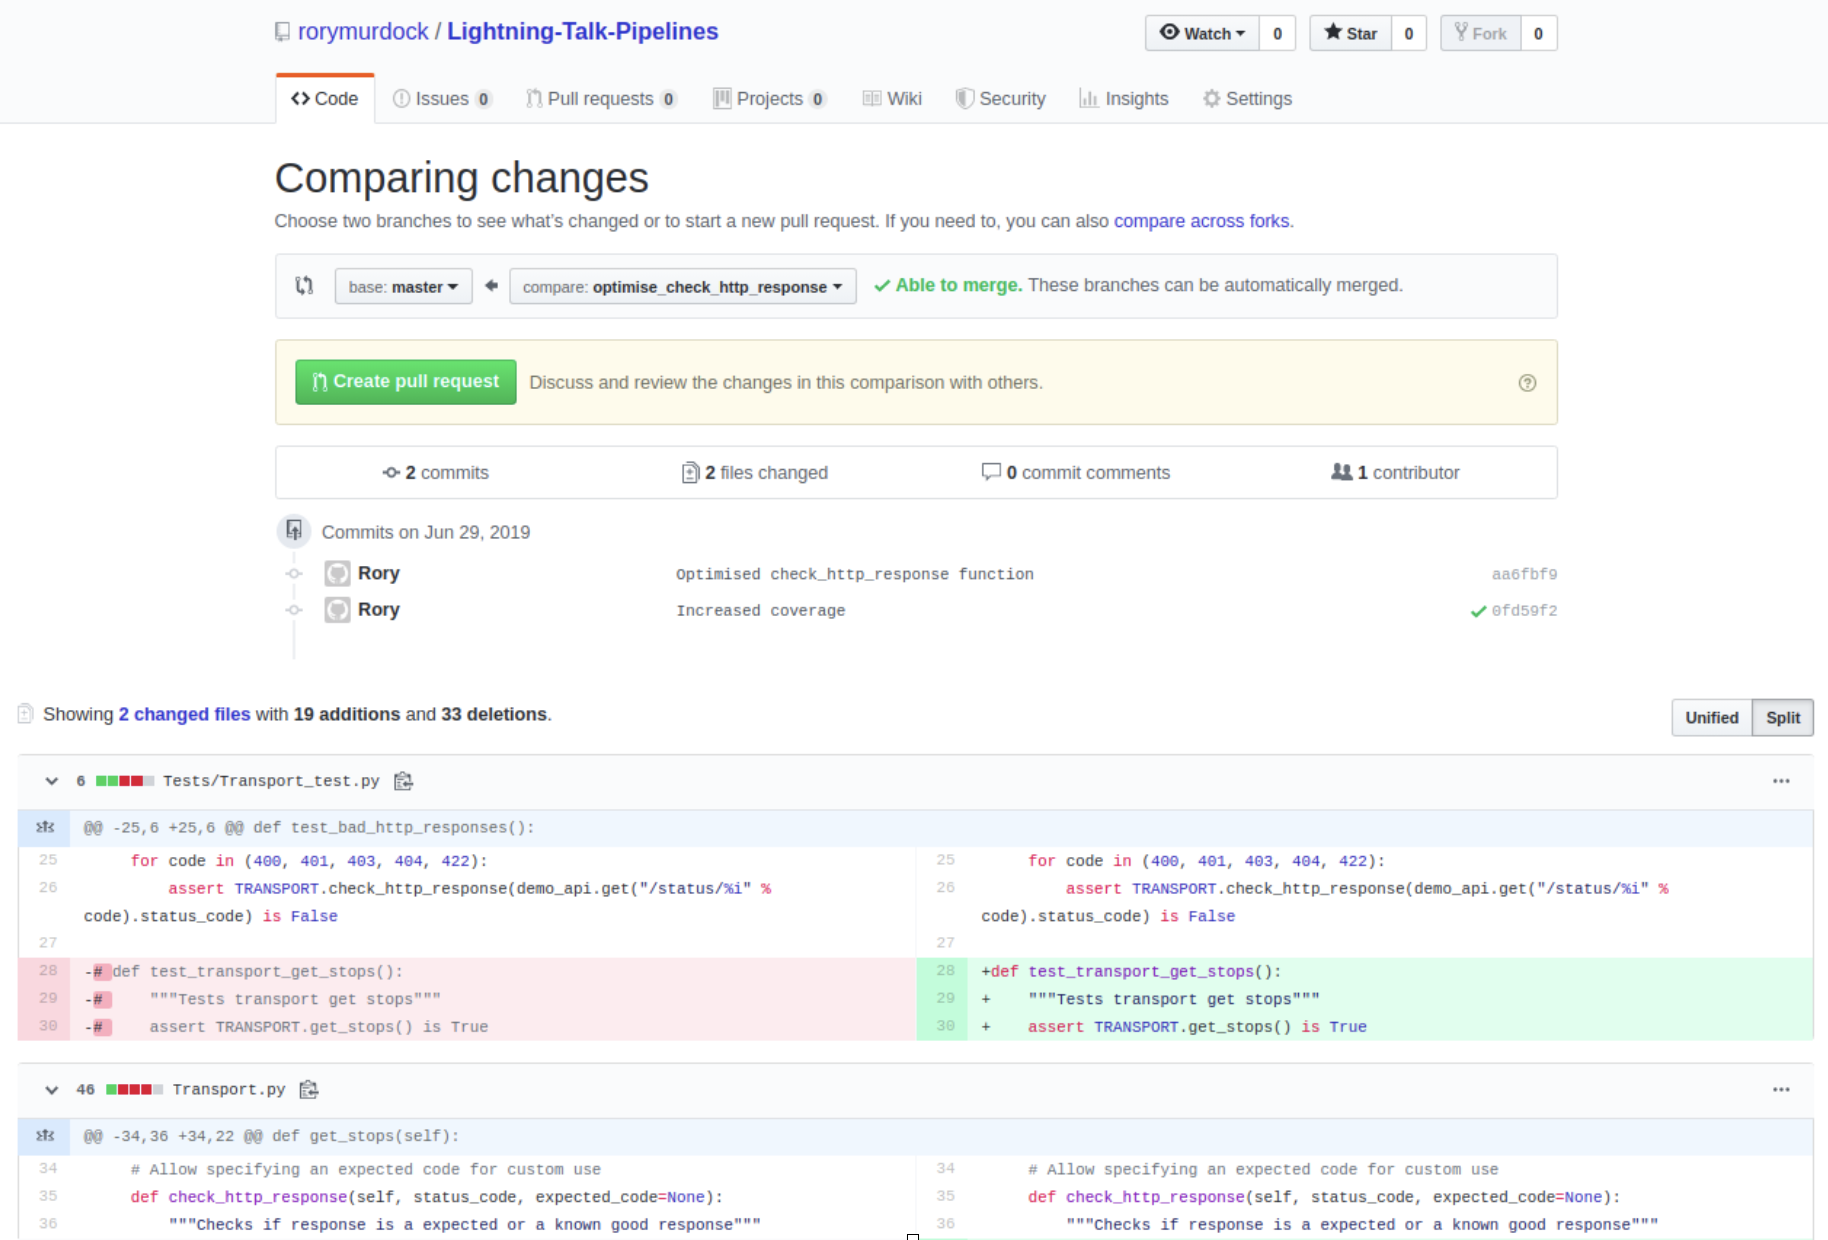 rorymurdock / Lightning-Talk-Pipelines
Watch 0 Star 0 Fork 0
Code Issues 0 Pull requests 0 Projects 0 Wiki Security Insights Settings
Comparing changes
Choose two branches to see what's changed or to start a new pull request. If you need to, you can also compare across forks.
base: master compare: optimise_check_http_response Able to merge. These branches can be automatically merged.
Create pull request Discuss and review the changes in this comparison with others.
2 commits 2 files changed 0 commit comments 1 contributor
Commits on Jun 29, 2019
Rory Optimised check_http_response function aa6fbf9
Rory Increased coverage 0fd59f2
Showing 2 changed files with 19 additions and 33 deletions.
Unified Split
6 Tests/Transport_test.py
@@ -25,6 +25,6 @@ def test_bad_http_responses():
25 for code in (400, 401, 403, 404, 422): 25 for code in (400, 401, 403, 404, 422):
26 assert TRANSPORT.check_http_response(demo_api.get("/status/%i" % 26 assert TRANSPORT.check_http_response(demo_api.get("/status/%i" %
code).status_code) is False code).status_code) is False
27 27
28 -# def test_transport_get_stops(): 28 +def test_transport_get_stops():
29 -# """Tests transport get stops""" 29 + """Tests transport get stops"""
30 -# assert TRANSPORT.get_stops() is True 30 + assert TRANSPORT.get_stops() is True
46 Transport.py
@@ -34,36 +34,22 @@ def get_stops(self):
34 # Allow specifying an expected code for custom use 34 # Allow specifying an expected code for custom use
35 def check_http_response(self, status_code, expected_code=None): 35 def check_http_response(self, status_code, expected_code=None):
36 """Checks if response is a expected or a known good response""" 36 """Checks if response is a expected or a known good response"""